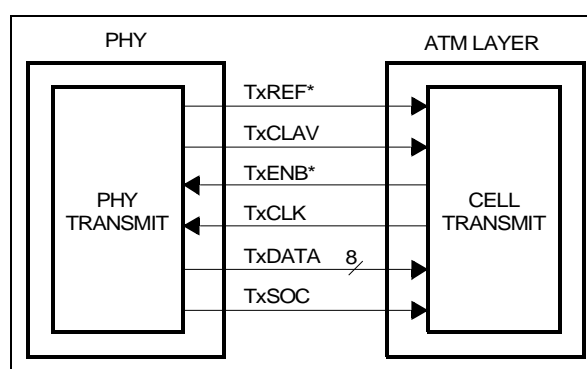 PHY
ATM LAYER
TxREF*
TxCLAV
TxENB*
TxCLK
TxDATA 8
TxSOC
PHY
TRANSMIT
CELL
TRANSMIT